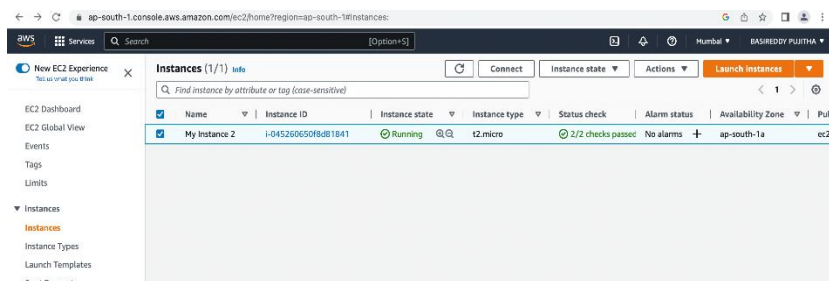 ap-south-1.console.aws.amazon.com/ec2/home?region=ap-south-1#Instances:
aws Services Search [Option+S] Mumbai BASIREDDY PUJITHA
New EC2 Experience
Tell us what you think
EC2 Dashboard
EC2 Global View
Events
Tags
Limits
Instances
Instances
Instance Types
Launch Templates
Instances (1/1) Info Connect Instance state Actions Launch instances
Find instance by attribute or tag (case-sensitive) 1
Name Instance ID Instance state Instance type Status check Alarm status Availability Zone Pul
My Instance 2 i-045260650f8d81841 Running t2.micro 2/2 checks passed No alarms + ap-south-1a ec2